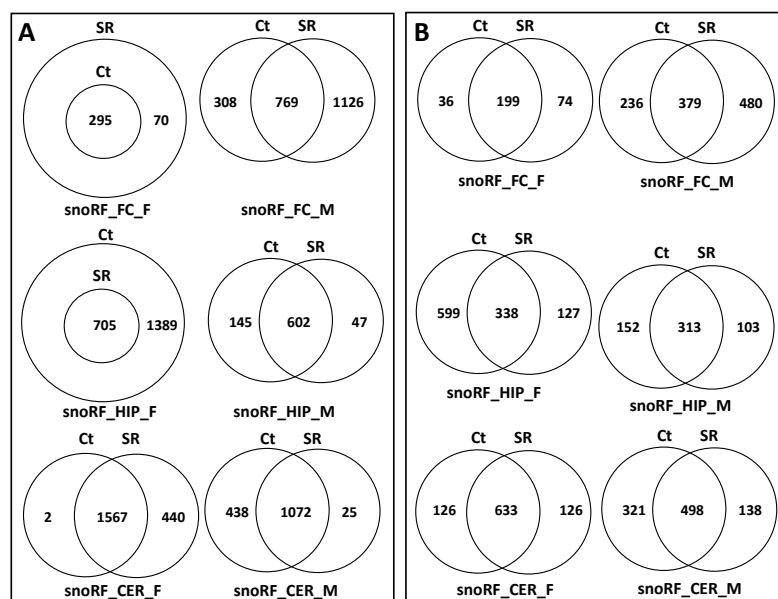 A
SR
Ct
295
70
snoRF_FC_F
Ct
SR
308
769
1126
snoRF_FC_M
Ct
SR
705
1389
snoRF_HIP_F
Ct
SR
145
602
47
snoRF_HIP_M
Ct
SR
2
1567
440
snoRF_CER_F
Ct
SR
438
1072
25
snoRF_CER_M
B
Ct
SR
36
199
74
snoRF_FC_F
Ct
SR
236
379
480
snoRF_FC_M
Ct
SR
599
338
127
snoRF_HIP_F
Ct
SR
152
313
103
snoRF_HIP_M
Ct
SR
126
633
126
snoRF_CER_F
Ct
SR
321
498
138
snoRF_CER_M